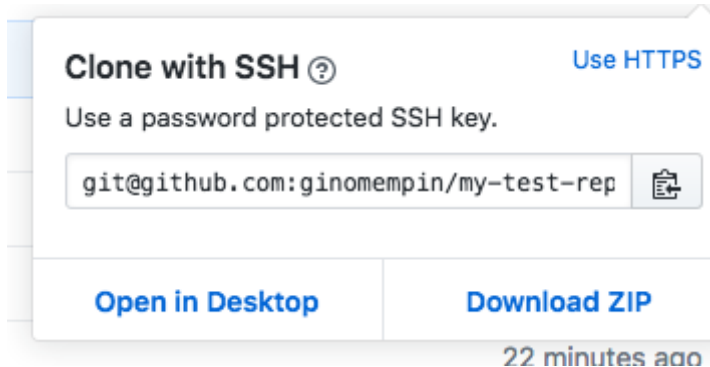 Clone with SSH ?
Use HTTPS
Use a password protected SSH key.
git@github.com:ginomempin/my-test-rep
Open in Desktop
Download ZIP
22 minutes ago